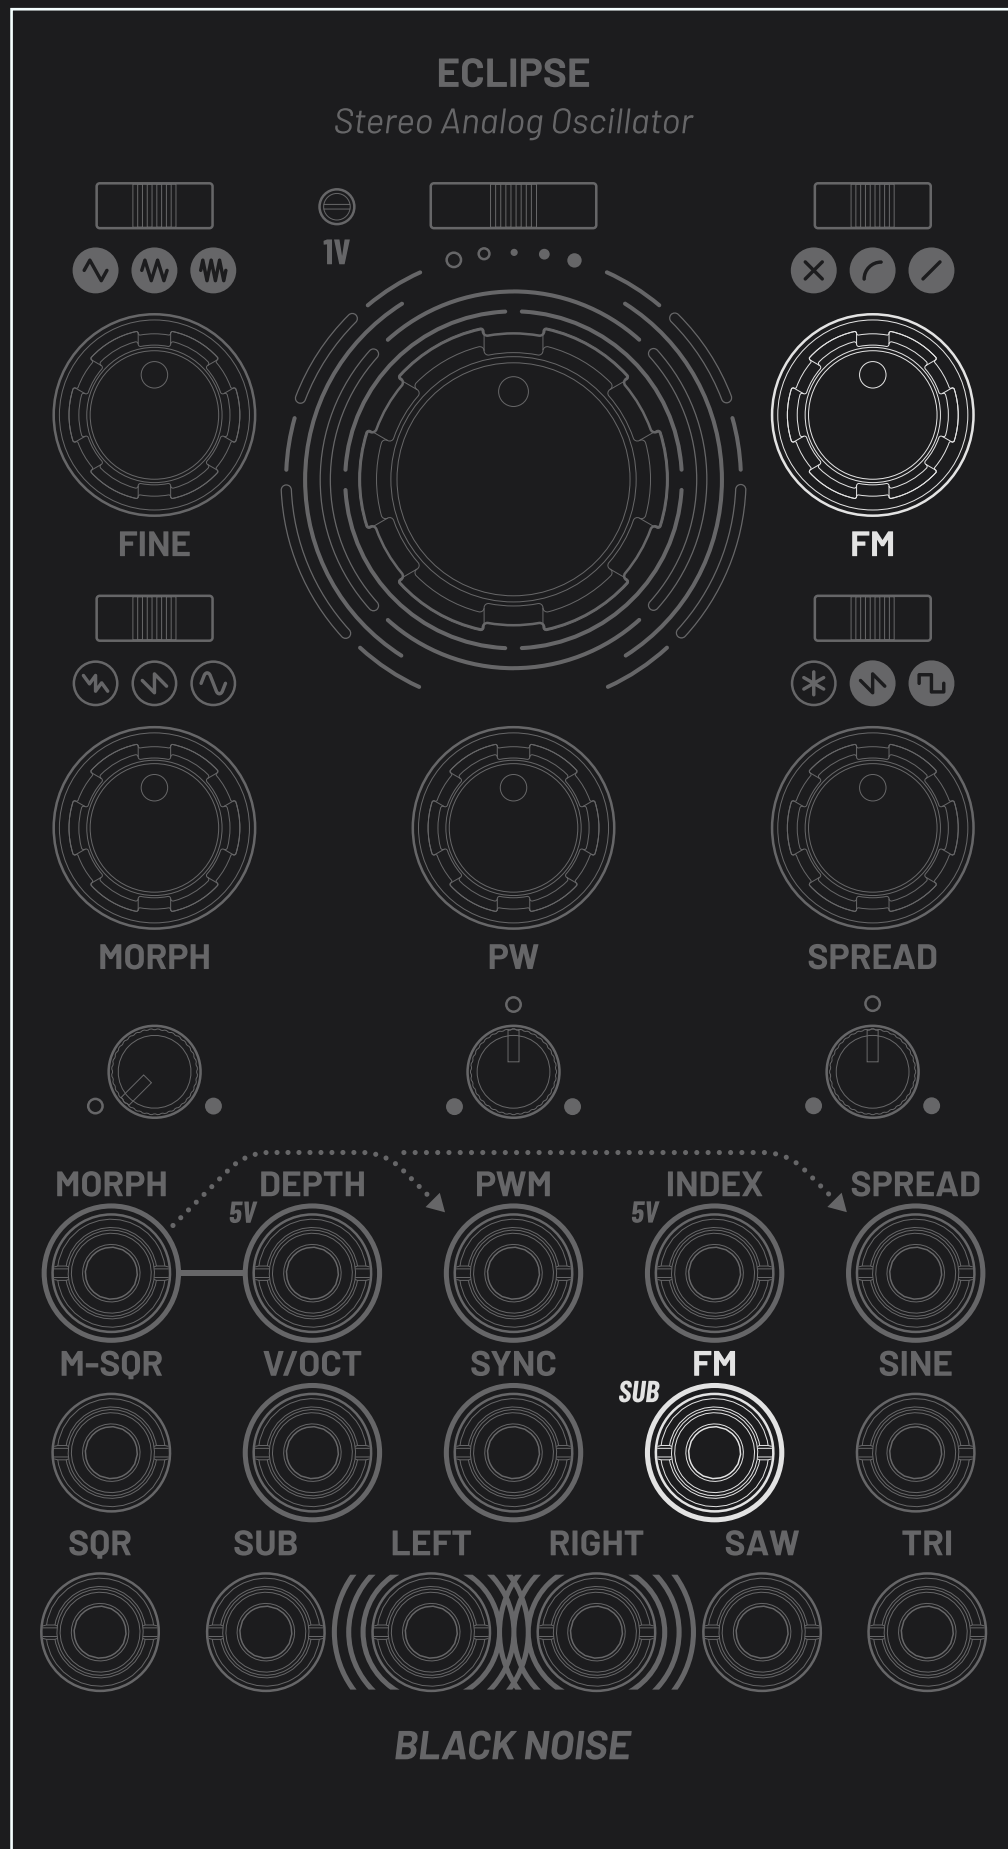 ECLIPSE
Stereo Analog Oscillator
1V
FINE
FM
MORPH
PW
SPREAD
MORPH
DEPTH
PWM
INDEX
SPREAD
5V
5V
M-SQR
V/OCT
SYNC
FM
SINE
SUB
SQR
SUB
LEFT
RIGHT
SAW
TRI
BLACK NOISE